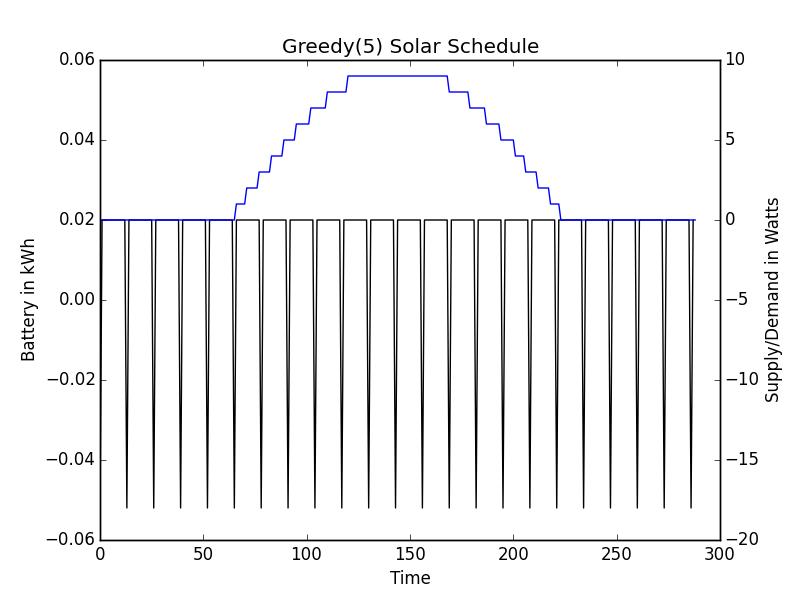 Greedy(5) Solar Schedule
0.06
0.04
0.02
0.00
−0.02
−0.04
−0.06
Battery in kWh
10
5
0
−5
−10
−15
−20
Supply/Demand in Watts
0 50 100 150 200 250 300
Time